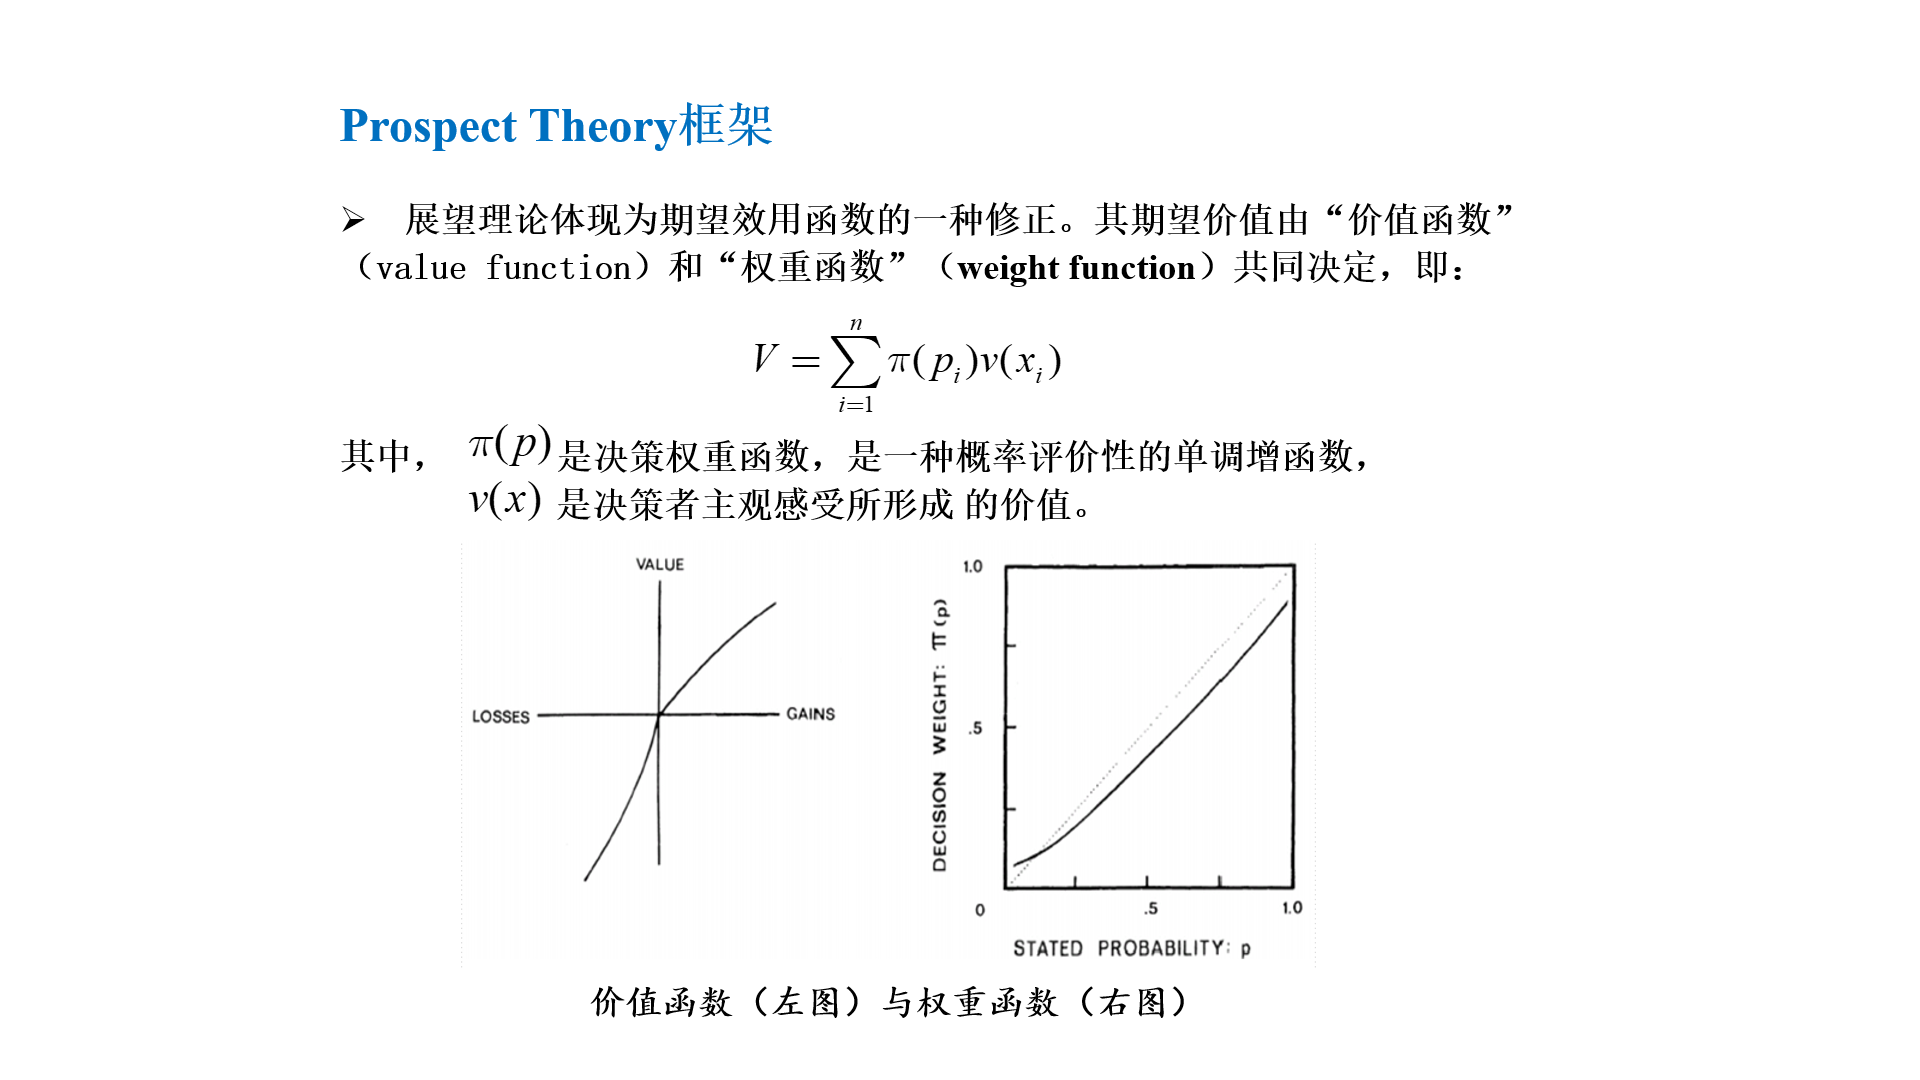 Prospect Theory框架
➢ 展望理论体现为期望效用函数的一种修正。其期望价值由“价值函数”
（value function）和“权重函数”（weight function）共同决定，即：
V = \sum_{i=1}^{n} π(p_i)v(x_i)
其中， π(p) 是决策权重函数，是一种概率评价性的单调增函数，
v(x) 是决策者主观感受所形成 的价值。
VALUE
LOSSES
GAINS
1.0
DECISION WEIGHT: π(p)
.5
0
.5
1.0
STATED PROBABILITY: p
价值函数（左图）与权重函数（右图）